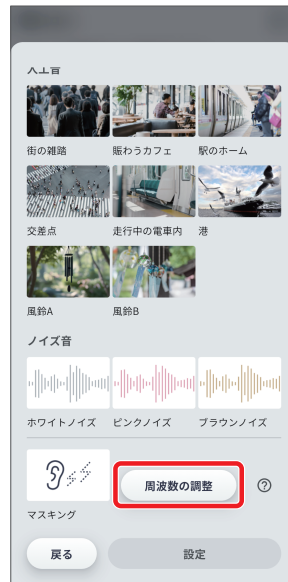 人工音
街の雑踏 賑わうカフェ 駅のホーム
交差点 走行中の電車内 港
風鈴A 風鈴B
ノイズ音
ホワイトノイズ ピンクノイズ ブラウンノイズ
周波数の調整 ?
マスキング
戻る 設定